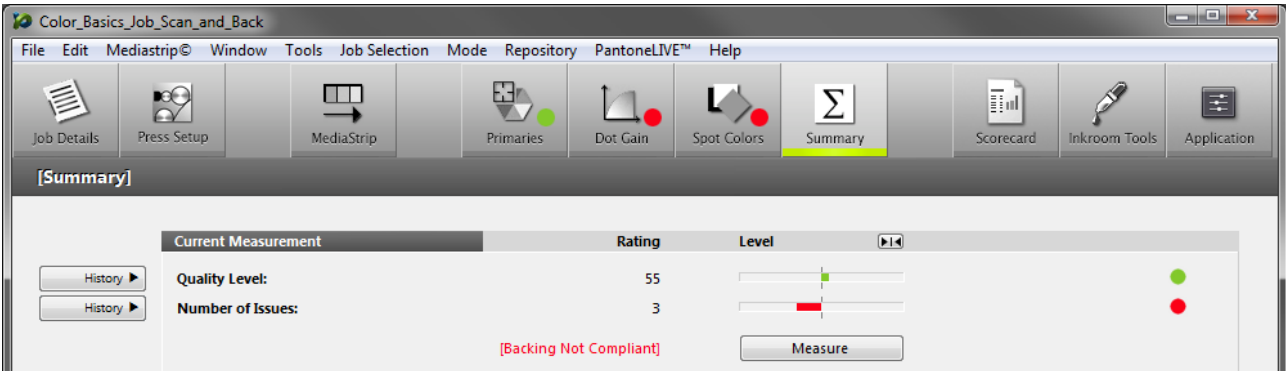 Color_Basics_Job_Scan_and_Back
File Edit Mediastrip© Window Tools Job Selection Mode Repository PantoneLIVE™ Help
Job Details Press Setup MediaStrip Primaries Dot Gain Spot Colors Summary Scorecard Inkroom Tools Application
[Summary]
Current Measurement Rating Level
History Quality Level: 55
History Number of Issues: 3
[Backing Not Compliant] Measure